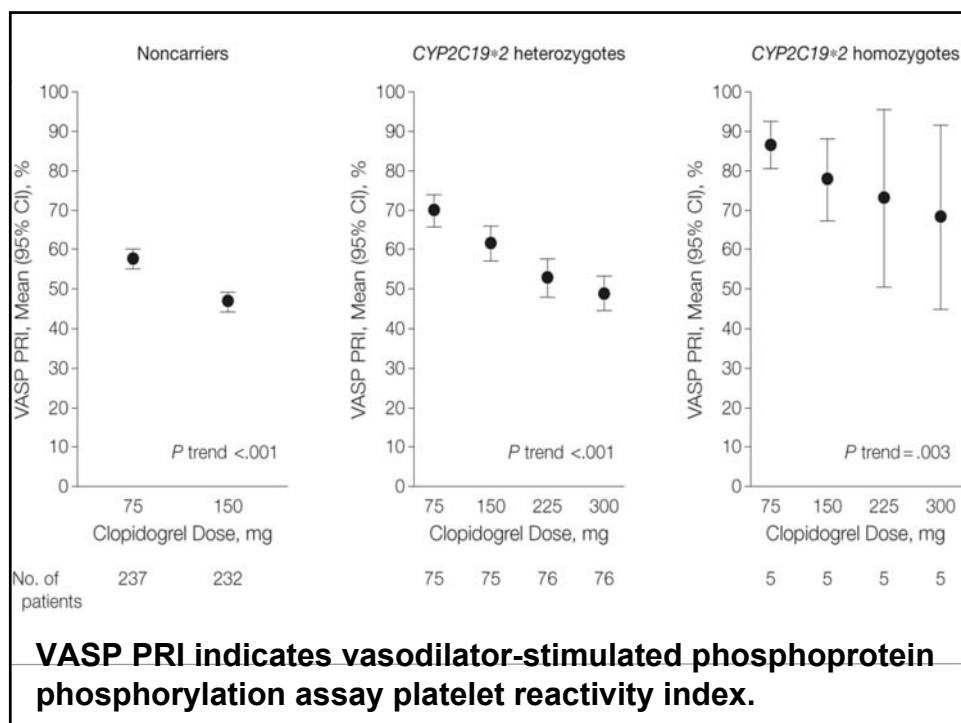 Noncarriers
100
90
80
70
60
50
40
30
20
10
0
VASP PRI, Mean (95% CI), %
P trend <.001
75 150
Clopidogrel Dose, mg
CYP2C19*2 heterozygotes
100
90
80
70
60
50
40
30
20
10
0
VASP PRI, Mean (95% CI), %
P trend <.001
75 150 225 300
Clopidogrel Dose, mg
CYP2C19*2 homozygotes
100
90
80
70
60
50
40
30
20
10
0
VASP PRI, Mean (95% CI), %
P trend = .003
75 150 225 300
Clopidogrel Dose, mg
No. of 237 232 75 75 76 76 5 5 5 5
patients
VASP PRI indicates vasodilator-stimulated phosphoprotein
phosphorylation assay platelet reactivity index.